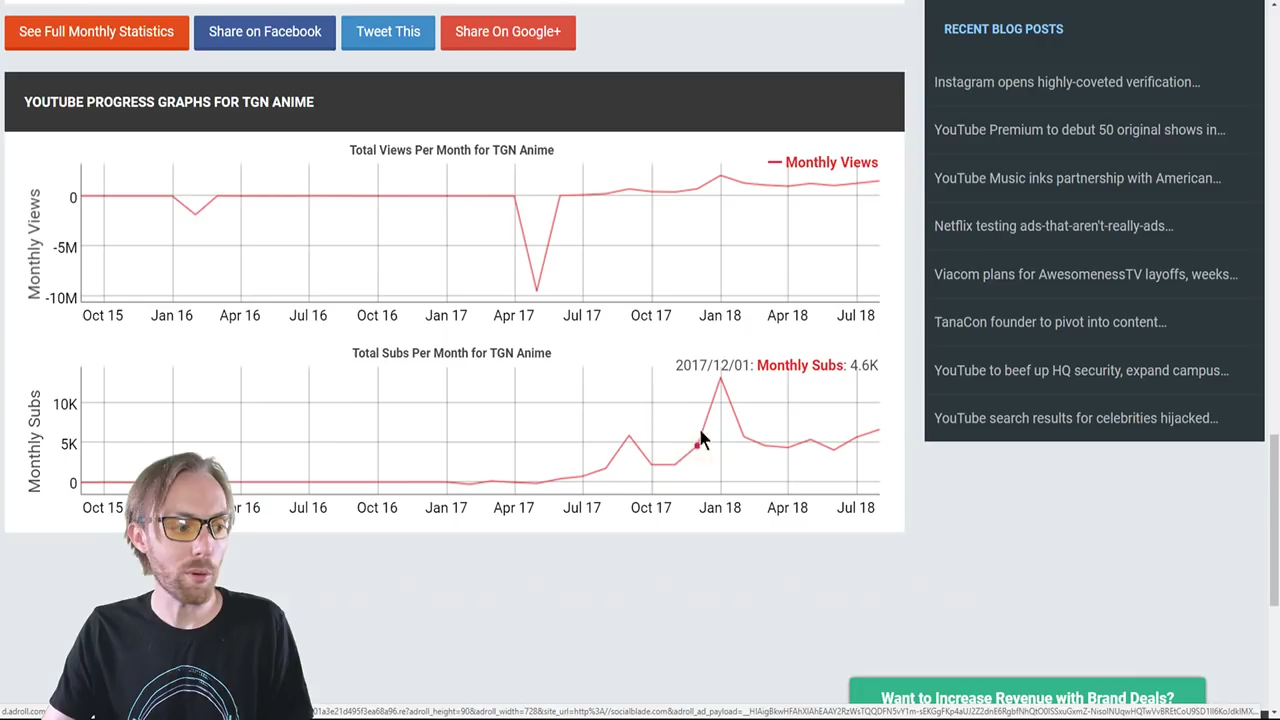 See Full Monthly Statistics
Share on Facebook
Tweet This
Share On Google+
YOUTUBE PROGRESS GRAPHS FOR TGN ANIME
Total Views Per Month for TGN Anime
Monthly Views
Monthly Views
0
-5M
-10M
Oct 15 Jan 16 Apr 16 Jul 16 Oct 16 Jan 17 Apr 17 Jul 17 Oct 17 Jan 18 Apr 18 Jul 18
Total Subs Per Month for TGN Anime
2017/12/01: Monthly Subs: 4.6K
Monthly Subs
10K
5K
0
Oct 15 16 Jul 16 Oct 16 Jan 17 Apr 17 Jul 17 Oct 17 Jan 18 Apr 18 Jul 18
RECENT BLOG POSTS
Instagram opens highly-coveted verification…
YouTube Premium to debut 50 original shows in…
YouTube Music inks partnership with American…
Netflix testing ads-that-aren't-really-ads…
Viacom plans for AwesomenessTV layoffs, weeks…
TanaCon founder to pivot into content…
YouTube to beef up HQ security, expand campus…
YouTube search results for celebrities hijacked…
Want to Increase Revenue with Brand Deals?